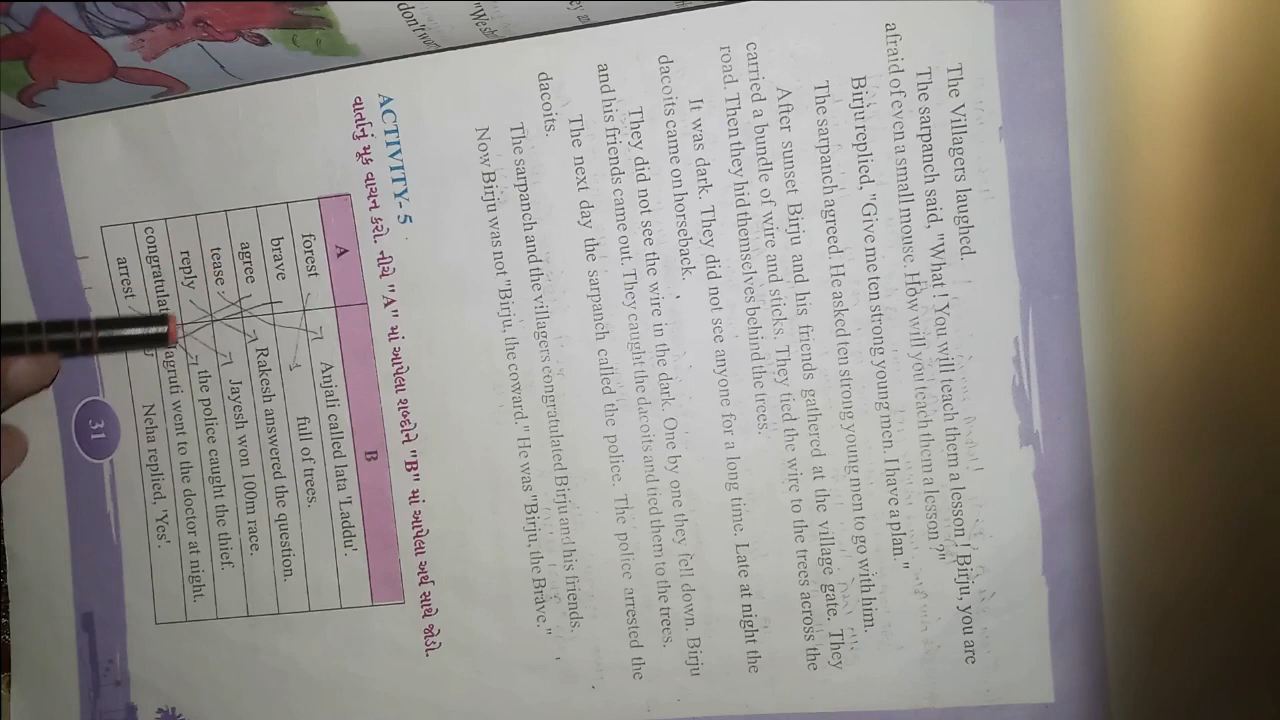 The Villagers laughed.
The sarpanch said, "What ! You will teach them a lesson ! Birju, you are
afraid of even a small mouse. How will you teach them a lesson ?"
Birju replied, "Give me ten strong young men. I have a plan."
The sarpanch agreed. He asked ten strong young men to go with him.
After sunset Birju and his friends gathered at the village gate. They
carried a bundle of wire and sticks. They tied the wire to the trees across the
road. Then they hid themselves behind the trees.
It was dark. They did not see anyone for a long time. Late at night the
dacoits came on horseback.
They did not see the wire in the dark. One by one they fell down. Birju
and his friends came out. They caught the dacoits and tied them to the trees.
The next day the sarpanch called the police. The police arrested the
dacoits.
The sarpanch and the villagers congratulated Birju and his friends.
Now Birju was not "Birju, the coward." He was "Birju, the Brave."
ACTIVITY- 5
વાર્તાનું મૂક વાચન કરો. નીચે "A" માં આપેલા શબ્દોને "B" માં આપેલા અર્થ સાથે જોડો.
A B
forest Anjali called lata 'Laddu'.
brave full of trees.
agree Rakesh answered the question.
tease Jayesh won 100m race.
reply the police caught the thief.
congratula agruti went to the doctor at night.
arrest Neha replied, 'Yes'.
31
don't